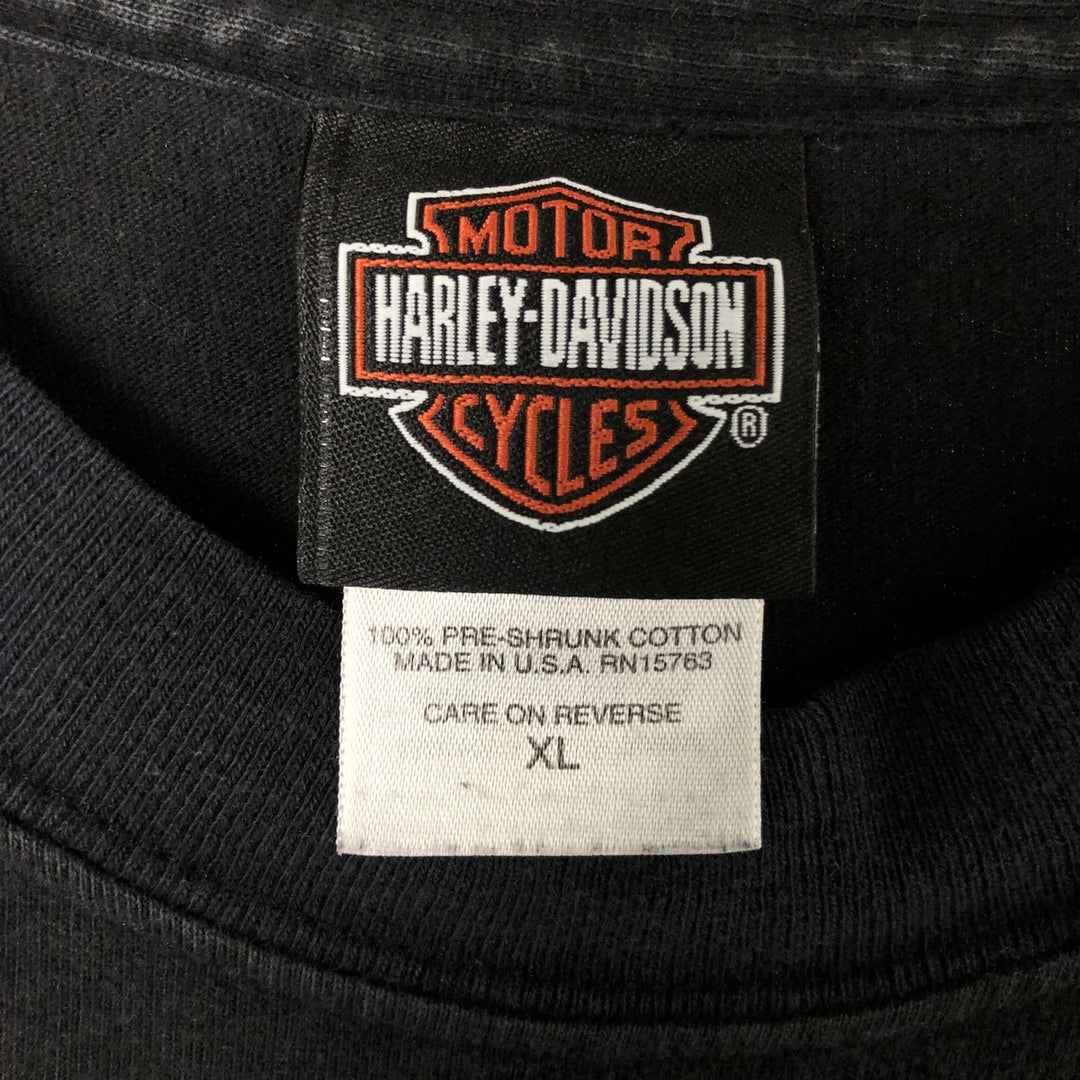 MOTOR
HARLEY-DAVIDSON
CYCLES
®
100% PRE-SHRUNK COTTON
MADE IN U.S.A. RN15763
CARE ON REVERSE
XL